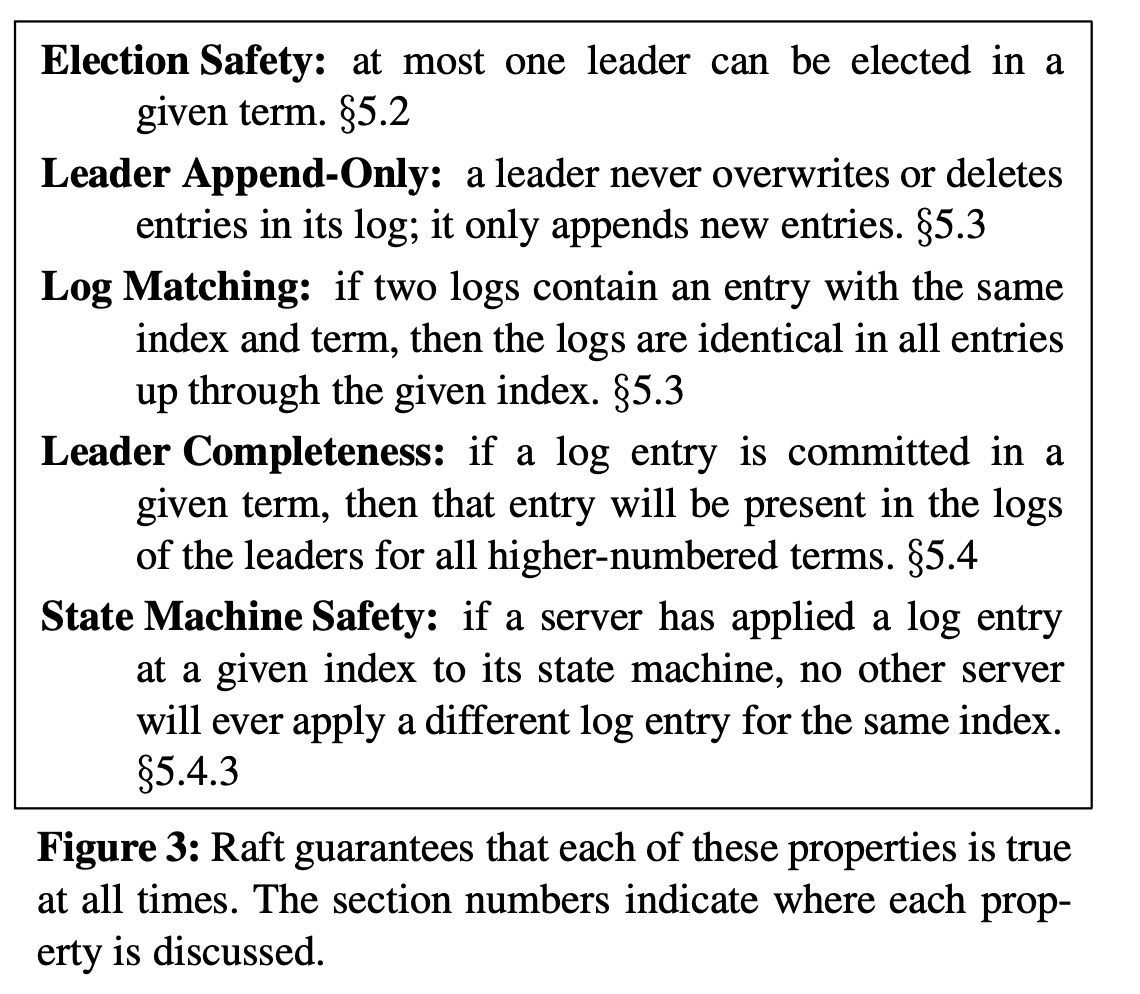 Election Safety: at most one leader can be elected in a
given term. §5.2
Leader Append-Only: a leader never overwrites or deletes
entries in its log; it only appends new entries. §5.3
Log Matching: if two logs contain an entry with the same
index and term, then the logs are identical in all entries
up through the given index. §5.3
Leader Completeness: if a log entry is committed in a
given term, then that entry will be present in the logs
of the leaders for all higher-numbered terms. §5.4
State Machine Safety: if a server has applied a log entry
at a given index to its state machine, no other server
will ever apply a different log entry for the same index.
§5.4.3
Figure 3: Raft guarantees that each of these properties is true
at all times. The section numbers indicate where each prop-
erty is discussed.